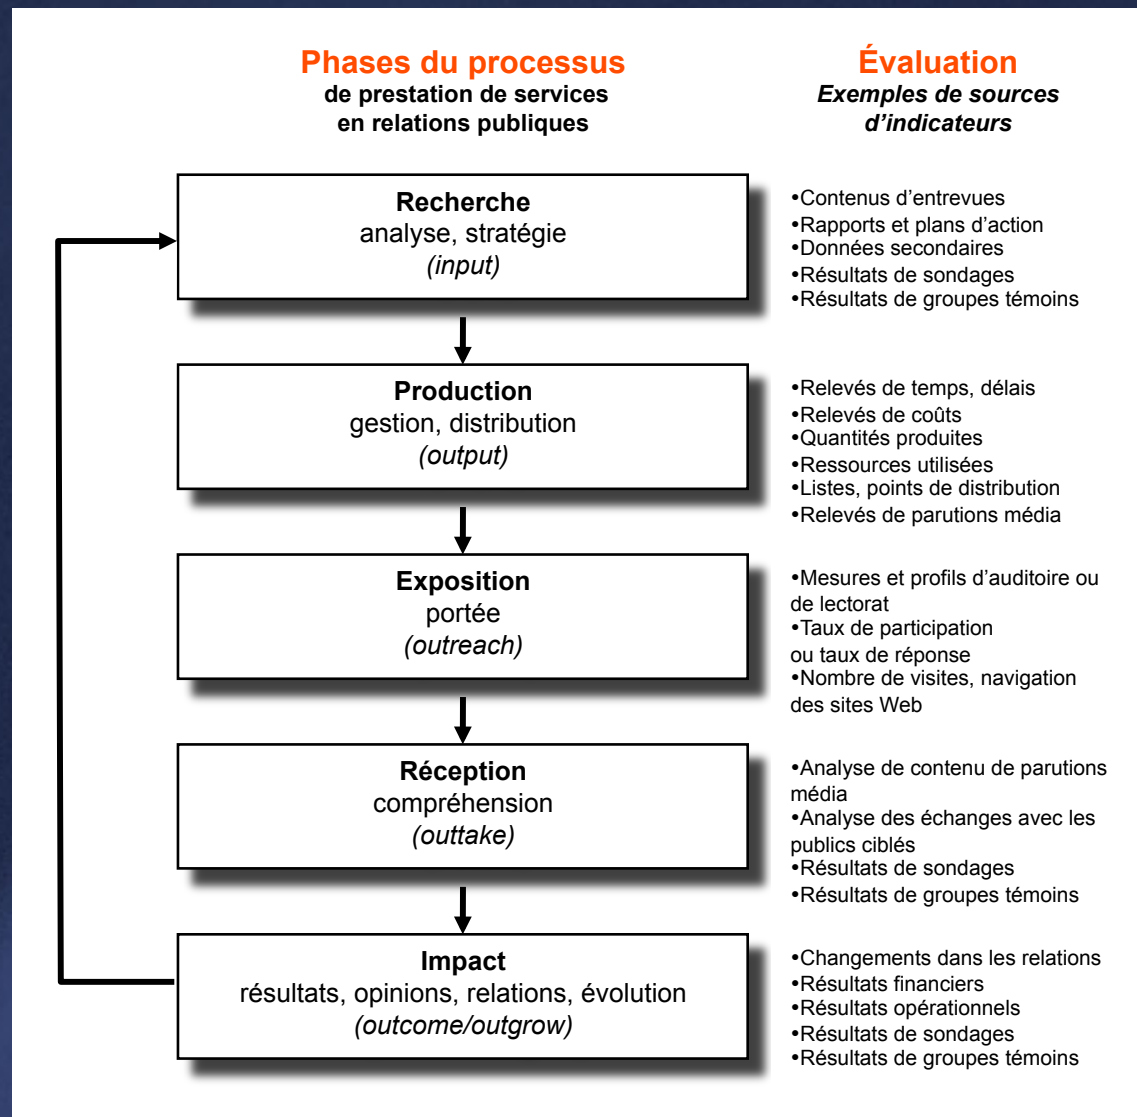 Phases du processus
de prestation de services
en relations publiques
Évaluation
Exemples de sources
d’indicateurs
Recherche
analyse, stratégie
(input)
•Contenus d’entrevues
•Rapports et plans d’action
•Données secondaires
•Résultats de sondages
•Résultats de groupes témoins
Production
gestion, distribution
(output)
•Relevés de temps, délais
•Relevés de coûts
•Quantités produites
•Ressources utilisées
•Listes, points de distribution
•Relevés de parutions média
Exposition
portée
(outreach)
•Mesures et profils d’auditoire ou
de lectorat
•Taux de participation
ou taux de réponse
•Nombre de visites, navigation
des sites Web
Réception
compréhension
(outtake)
•Analyse de contenu de parutions
média
•Analyse des échanges avec les
publics ciblés
•Résultats de sondages
•Résultats de groupes témoins
Impact
résultats, opinions, relations, évolution
(outcome/outgrow)
•Changements dans les relations
•Résultats financiers
•Résultats opérationnels
•Résultats de sondages
•Résultats de groupes témoins